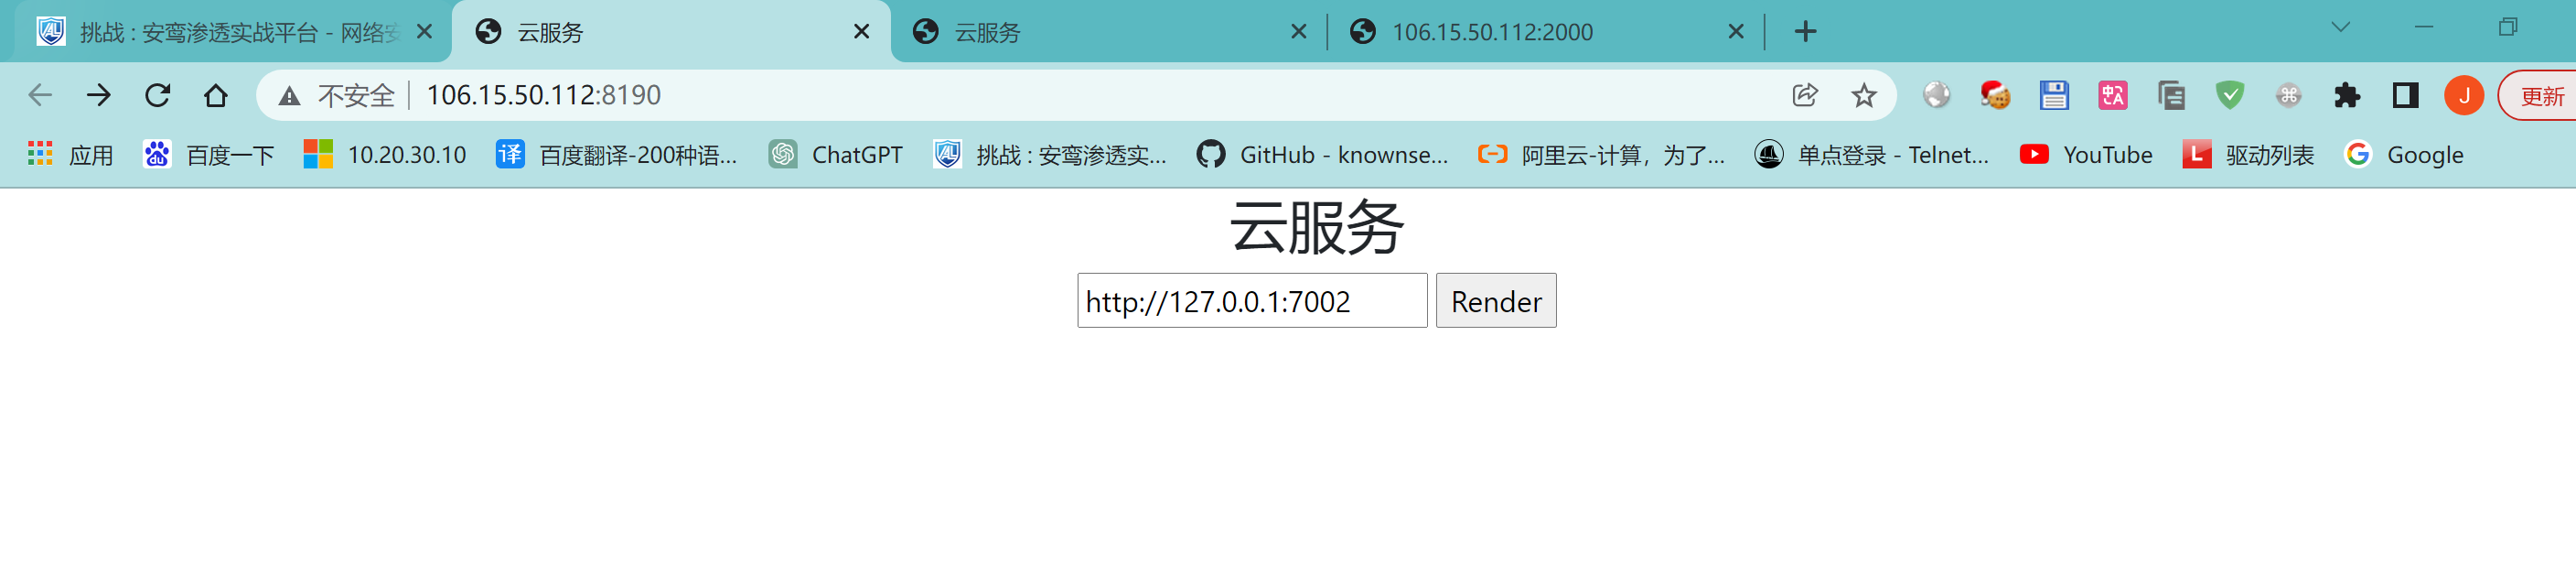 挑战 : 安鸾渗透实战平台 - 网络安 云服务 云服务 106.15.50.112:2000
不安全 106.15.50.112:8190 中A J 更新
应用 du 百度一下 10.20.30.10 译 百度翻译-200种语... ChatGPT 挑战 : 安鸾渗透实... GitHub - knownse... 阿里云-计算，为了... 单点登录 - Telnet... YouTube L 驱动列表 G Google
云服务
http://127.0.0.1:7002 Render